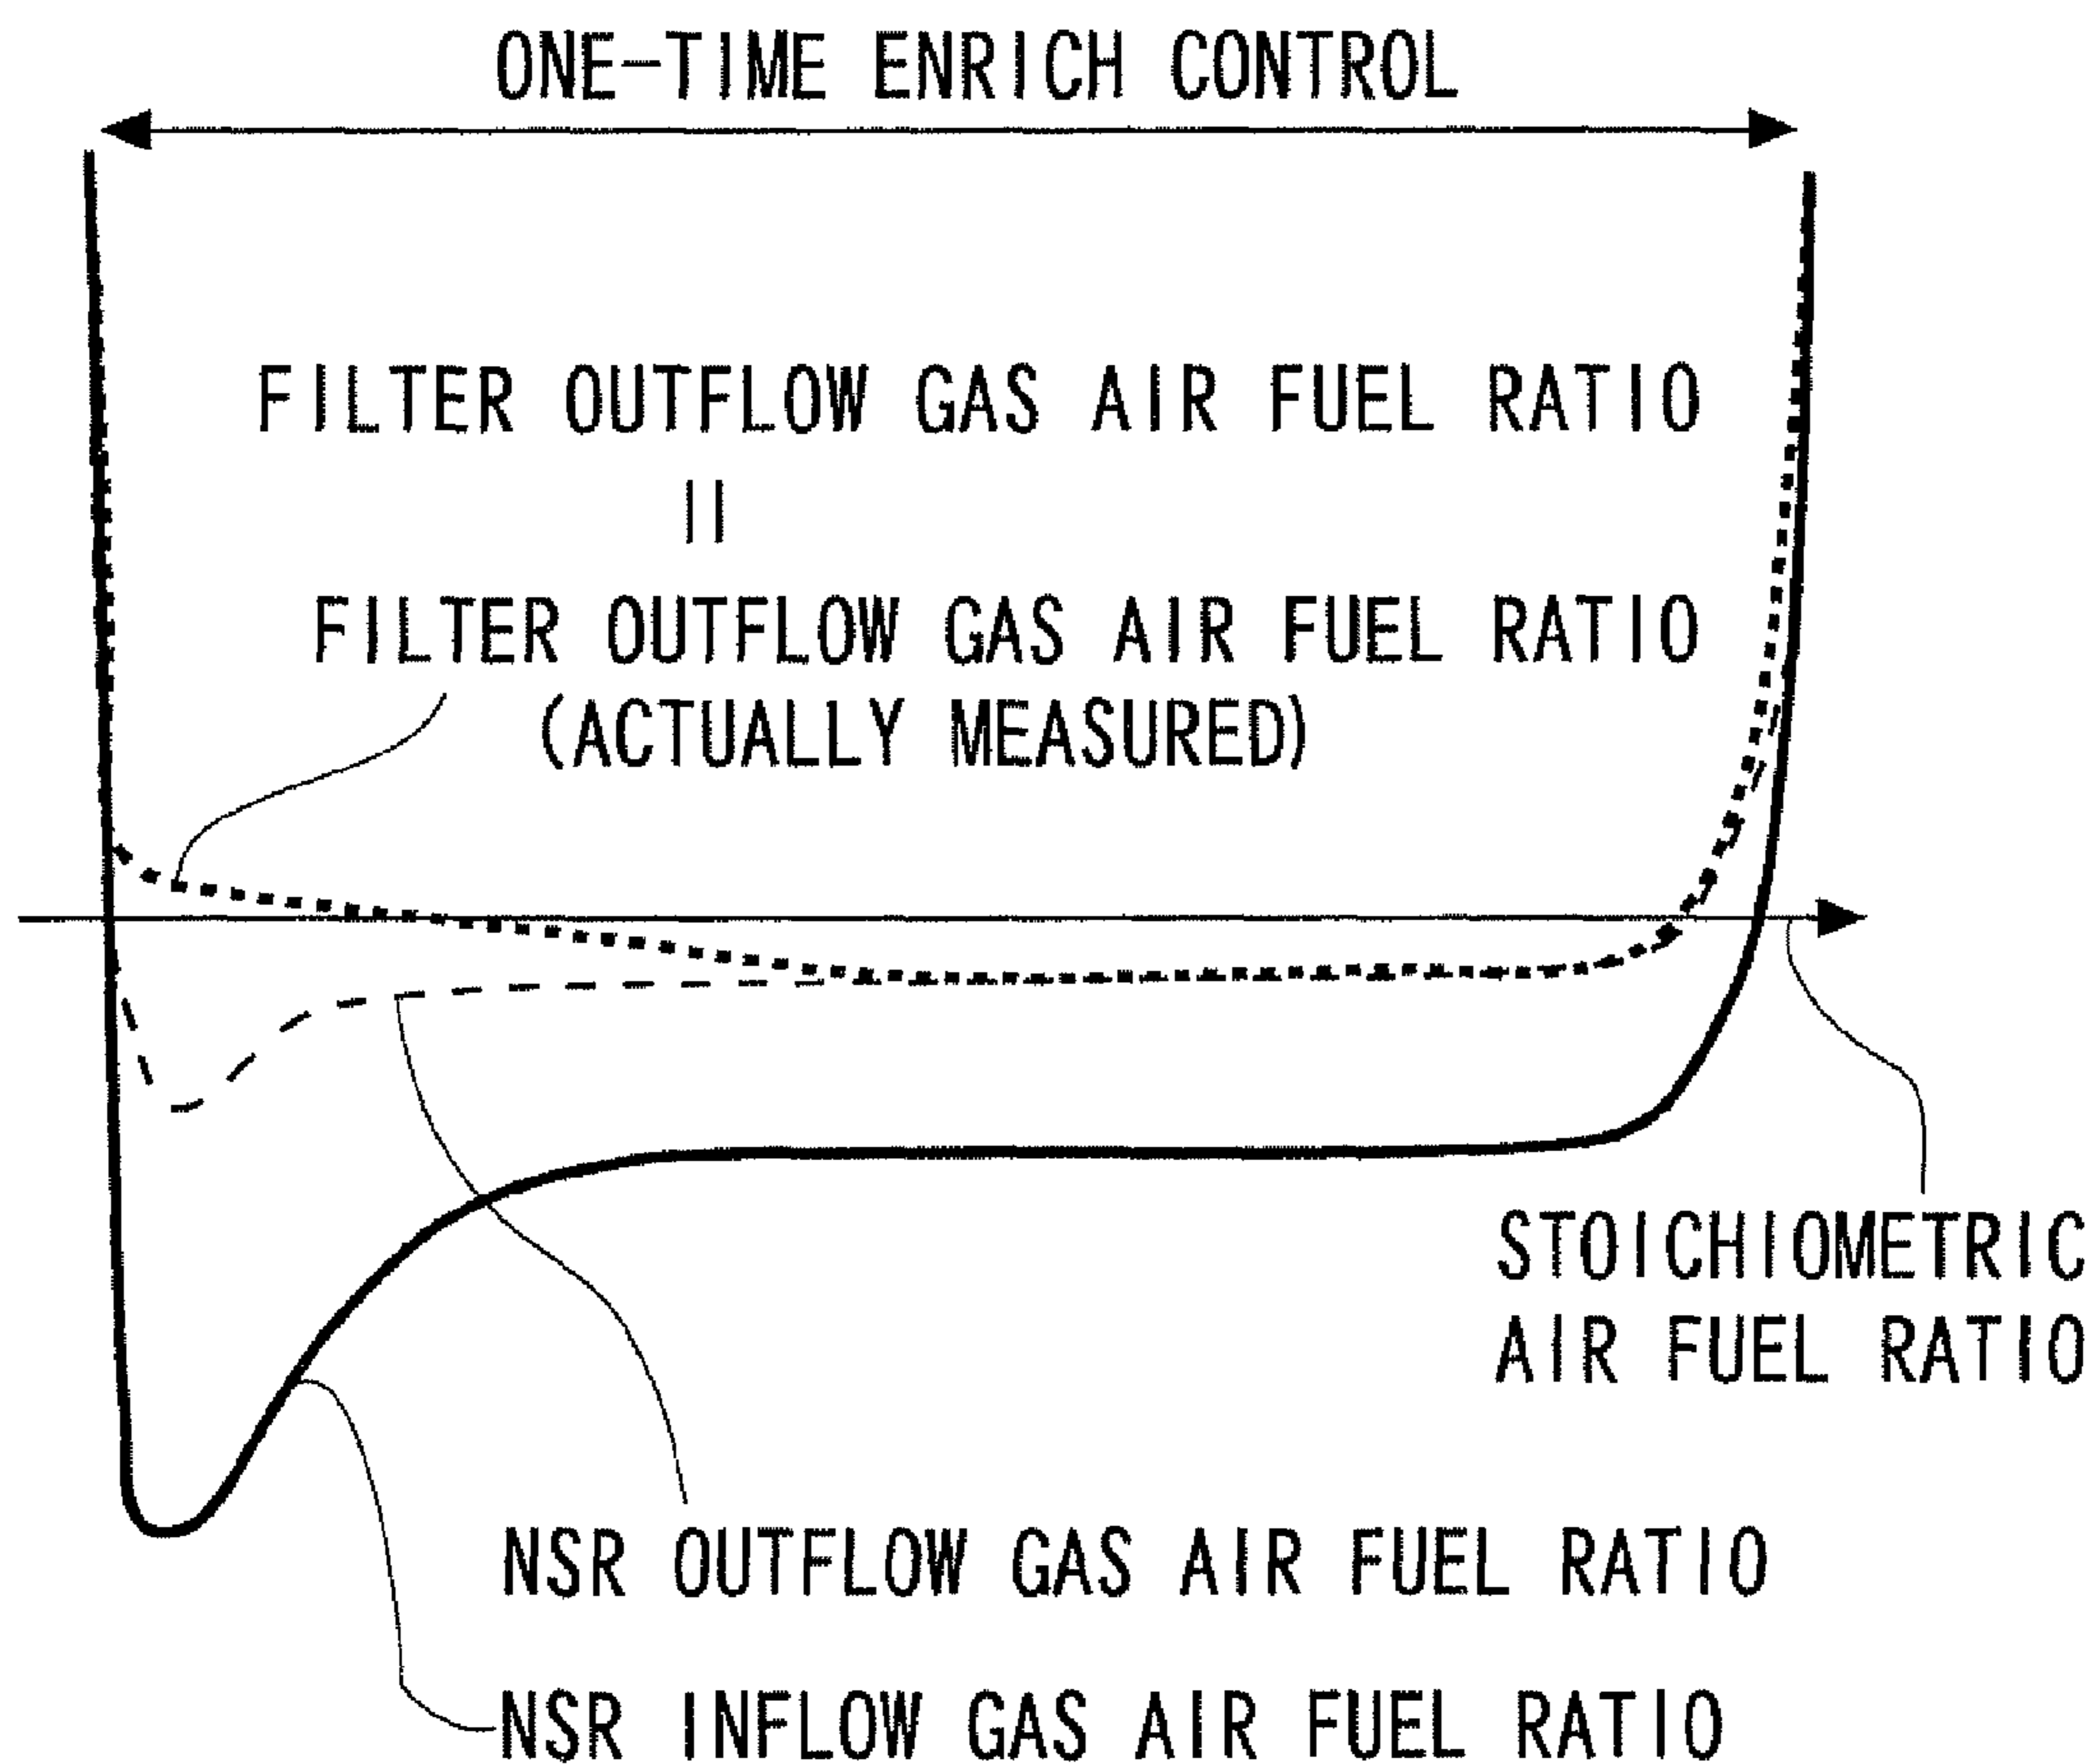 ONE-TIME ENRICH CONTROL
FILTER OUTFLOW GAS AIR FUEL RATIO
=
FILTER OUTFLOW GAS AIR FUEL RATIO
(ACTUALLY MEASURED)
STOICHIOMETRIC
AIR FUEL RATIO
NSR OUTFLOW GAS AIR FUEL RATIO
NSR INFLOW GAS AIR FUEL RATIO